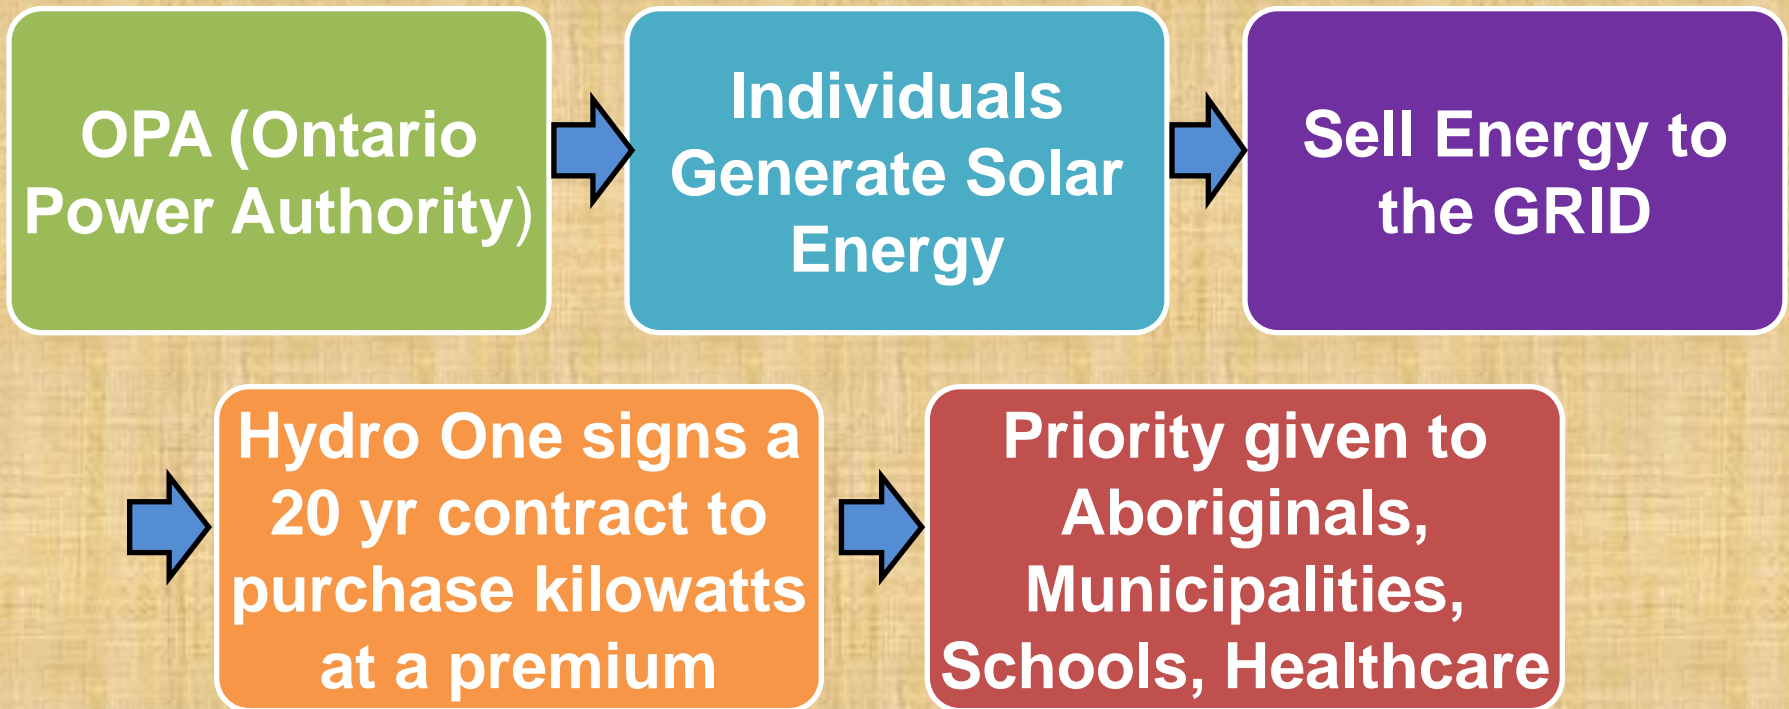 OPA (Ontario
Power Authority)
Individuals
Generate Solar
Energy
Sell Energy to
the GRID
Hydro One signs a
20 yr contract to
purchase kilowatts
at a premium
Priority given to
Aboriginals,
Municipalities,
Schools, Healthcare